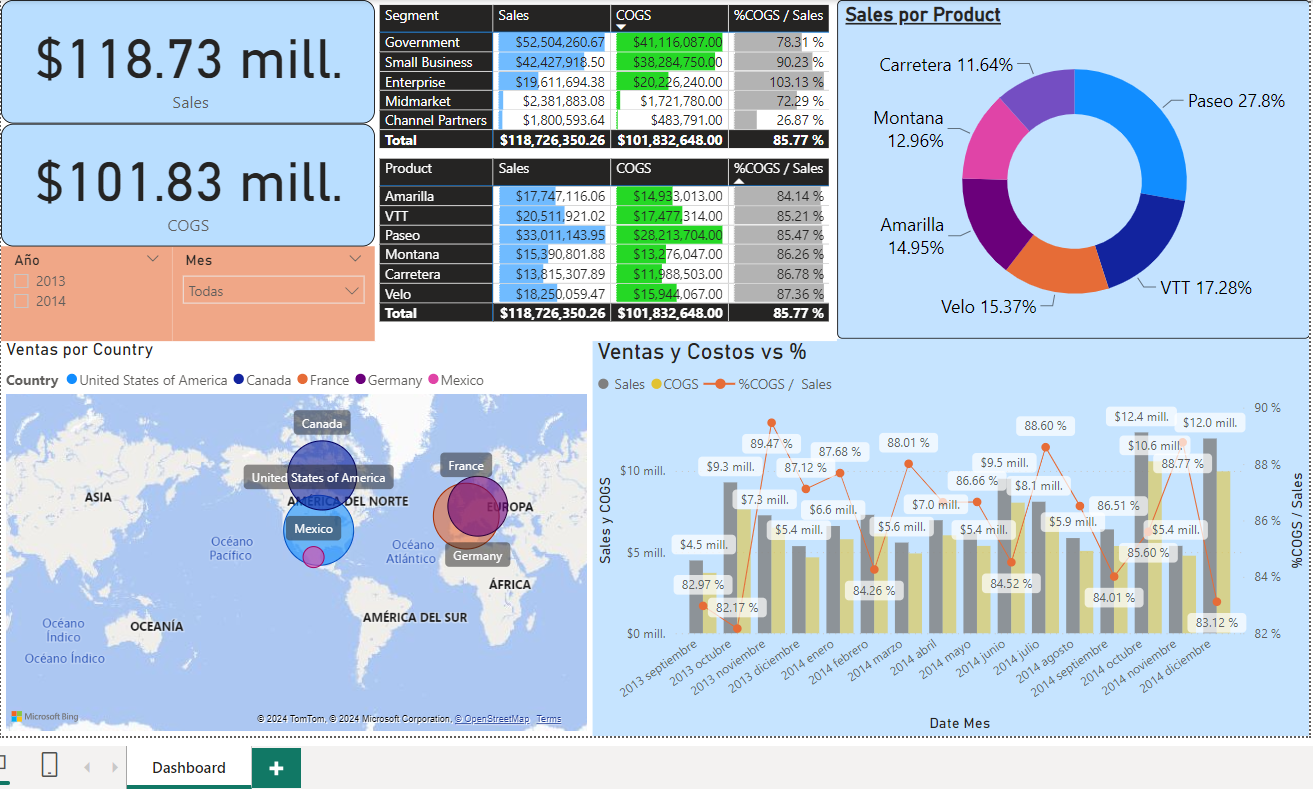 $118.73 mill.
Sales
$101.83 mill.
COGS
Año
2013
2014
Mes
Todas
Segment Sales COGS %COGS / Sales
Government $52,504,260.67 $41,116,087.00 78.31 %
Small Business $42,427,918.50 $38,284,750.00 90.23 %
Enterprise $19,611,694.38 $20,226,240.00 103.13 %
Midmarket $2,381,883.08 $1,721,780.00 72.29 %
Channel Partners $1,800,593.64 $483,791.00 26.87 %
Total $118,726,350.26 $101,832,648.00 85.77 %
Product Sales COGS %COGS / Sales
Amarilla $17,747,116.06 $14,933,013.00 84.14 %
VTT $20,511,921.02 $17,477,314.00 85.21 %
Paseo $33,011,143.95 $28,213,704.00 85.47 %
Montana $15,390,801.88 $13,276,047.00 86.26 %
Carretera $13,815,307.89 $11,988,503.00 86.78 %
Velo $18,250,059.47 $15,944,067.00 87.36 %
Total $118,726,350.26 $101,832,648.00 85.77 %
Sales por Product
Carretera 11.64%
Paseo 27.8%
Montana
12.96%
Amarilla
14.95%
VTT 17.28%
Velo 15.37%
Ventas por Country
Country United States of America Canada France Germany Mexico
Canada
United States of America
France
ASIA
AMÉRICA DEL NORTE
EUROPA
Mexico
Océano
Pacífico
Océano
Atlántico
Germany
ÁFRICA
AMÉRICA DEL SUR
Océano
Índico
OCEANÍA
Océano Índico
Microsoft Bing
© 2024 TomTom, © 2024 Microsoft Corporation, © OpenStreetMap Terms
Ventas y Costos vs %
Sales COGS %COGS / Sales
Sales y COGS
$10 mill.
$5 mill.
$0 mill.
90 %
88 %
86 %
84 %
82 %
%COGS / Sales
$4.5 mill.
$9.3 mill.
$7.3 mill.
$5.4 mill.
$6.6 mill.
$5.6 mill.
$7.0 mill.
$5.4 mill.
$9.5 mill.
$8.1 mill.
$5.9 mill.
$12.4 mill.
$10.6 mill.
$5.4 mill.
$12.0 mill.
82.97 %
82.17 %
89.47 %
87.12 %
87.68 %
84.26 %
88.01 %
86.66 %
84.52 %
88.60 %
86.51 %
84.01 %
85.60 %
88.77 %
83.12 %
2013 septiembre
2013 octubre
2013 noviembre
2013 diciembre
2014 enero
2014 febrero
2014 marzo
2014 abril
2014 mayo
2014 junio
2014 julio
2014 agosto
2014 septiembre
2014 octubre
2014 noviembre
2014 diciembre
Date Mes
Dashboard